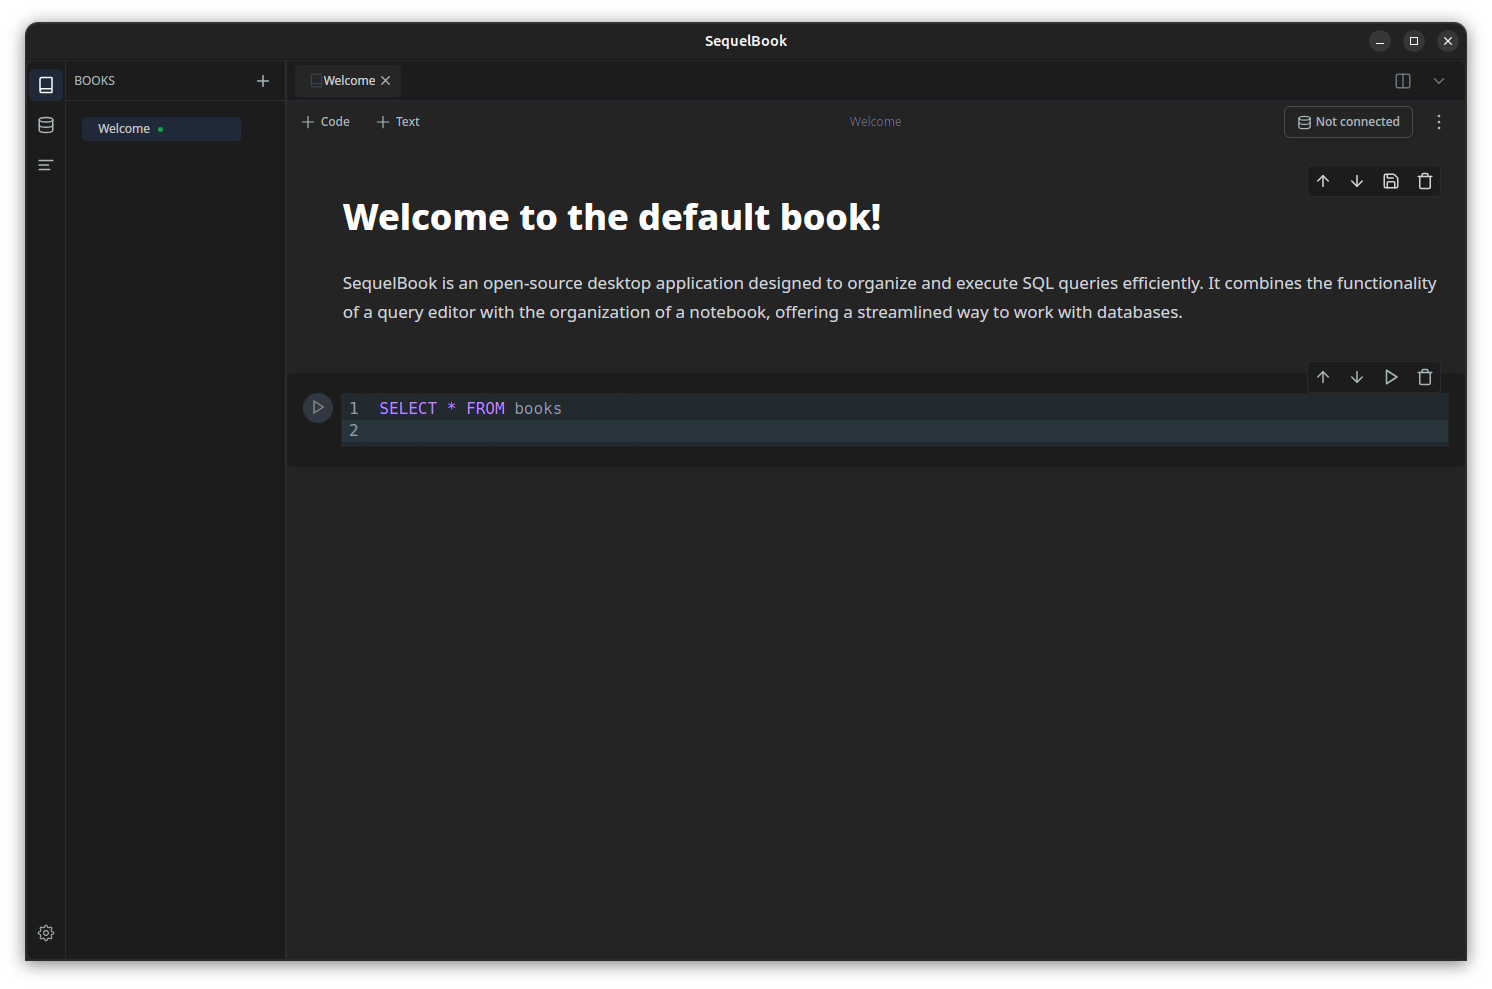 SequelBook
BOOKS
Welcome
Welcome
Code
Text
Welcome
Not connected
Welcome to the default book!
SequelBook is an open-source desktop application designed to organize and execute SQL queries efficiently. It combines the functionality
of a query editor with the organization of a notebook, offering a streamlined way to work with databases.
1 SELECT * FROM books
2